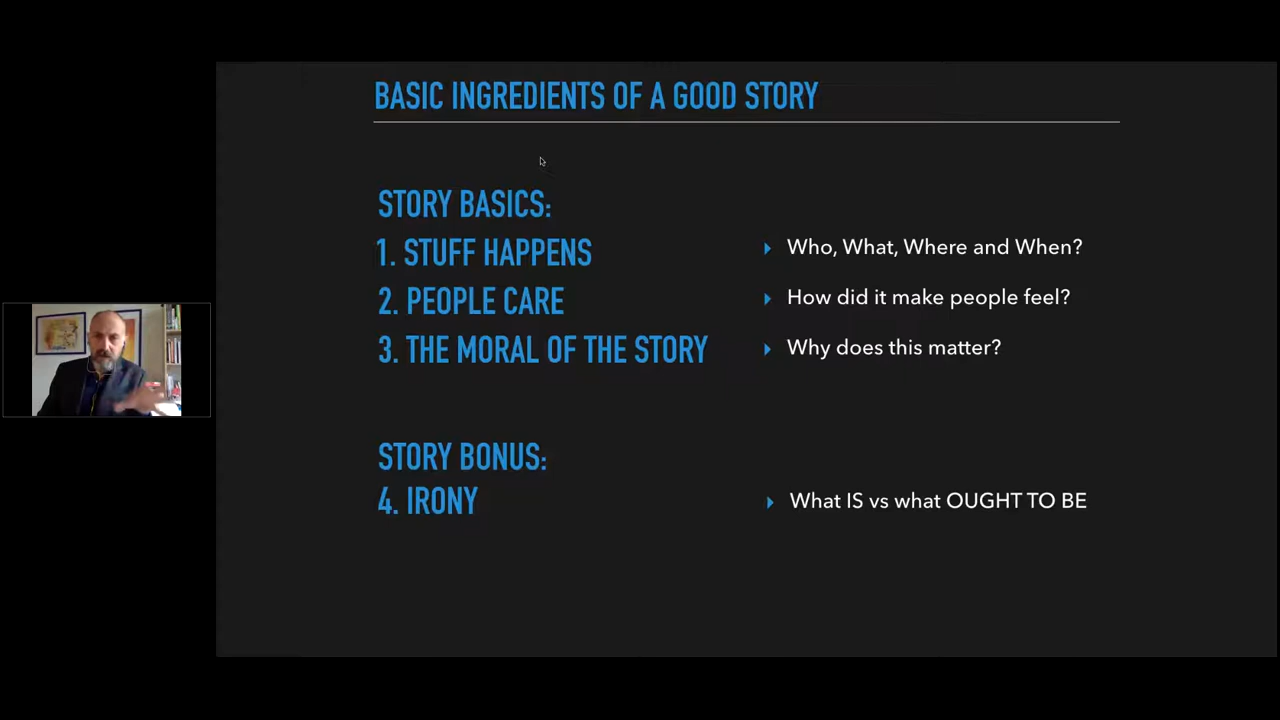 BASIC INGREDIENTS OF A GOOD STORY
STORY BASICS:
1. STUFF HAPPENS
Who, What, Where and When?
2. PEOPLE CARE
How did it make people feel?
3. THE MORAL OF THE STORY
Why does this matter?
STORY BONUS:
4. IRONY
What IS vs what OUGHT TO BE